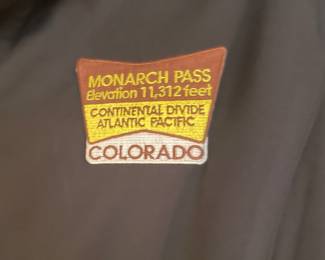 MONARCH PASS
Elevation 11,312 feet
CONTINENTAL DIVIDE
ATLANTIC PACIFIC
COLORADO